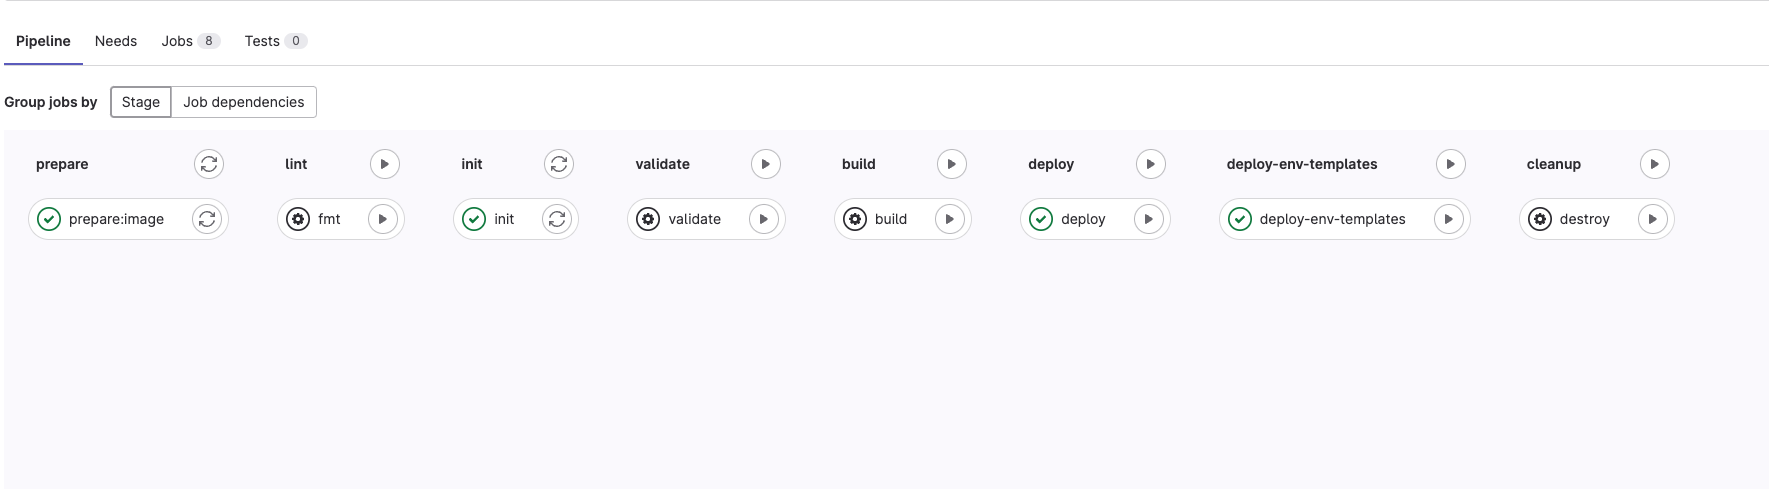 Pipeline Needs Jobs 8 Tests 0
Group jobs by Stage Job dependencies
prepare lint init validate build deploy deploy-env-templates cleanup
prepare:image fmt init validate build deploy deploy-env-templates destroy